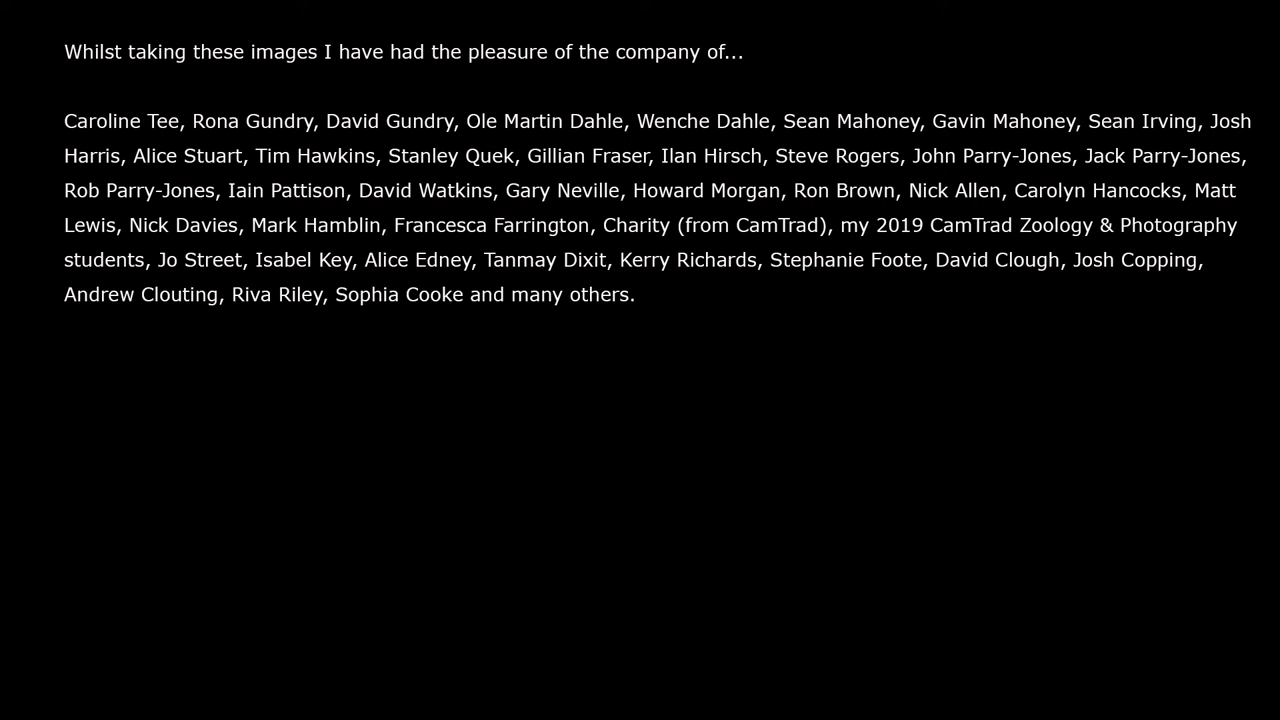 Whilst taking these images I have had the pleasure of the company of...
Caroline Tee, Rona Gundry, David Gundry, Ole Martin Dahle, Wenche Dahle, Sean Mahoney, Gavin Mahoney, Sean Irving, Josh
Harris, Alice Stuart, Tim Hawkins, Stanley Quek, Gillian Fraser, Ilan Hirsch, Steve Rogers, John Parry-Jones, Jack Parry-Jones,
Rob Parry-Jones, Iain Pattison, David Watkins, Gary Neville, Howard Morgan, Ron Brown, Nick Allen, Carolyn Hancocks, Matt
Lewis, Nick Davies, Mark Hamblin, Francesca Farrington, Charity (from CamTrad), my 2019 CamTrad Zoology & Photography
students, Jo Street, Isabel Key, Alice Edney, Tanmay Dixit, Kerry Richards, Stephanie Foote, David Clough, Josh Copping,
Andrew Clouting, Riva Riley, Sophia Cooke and many others.